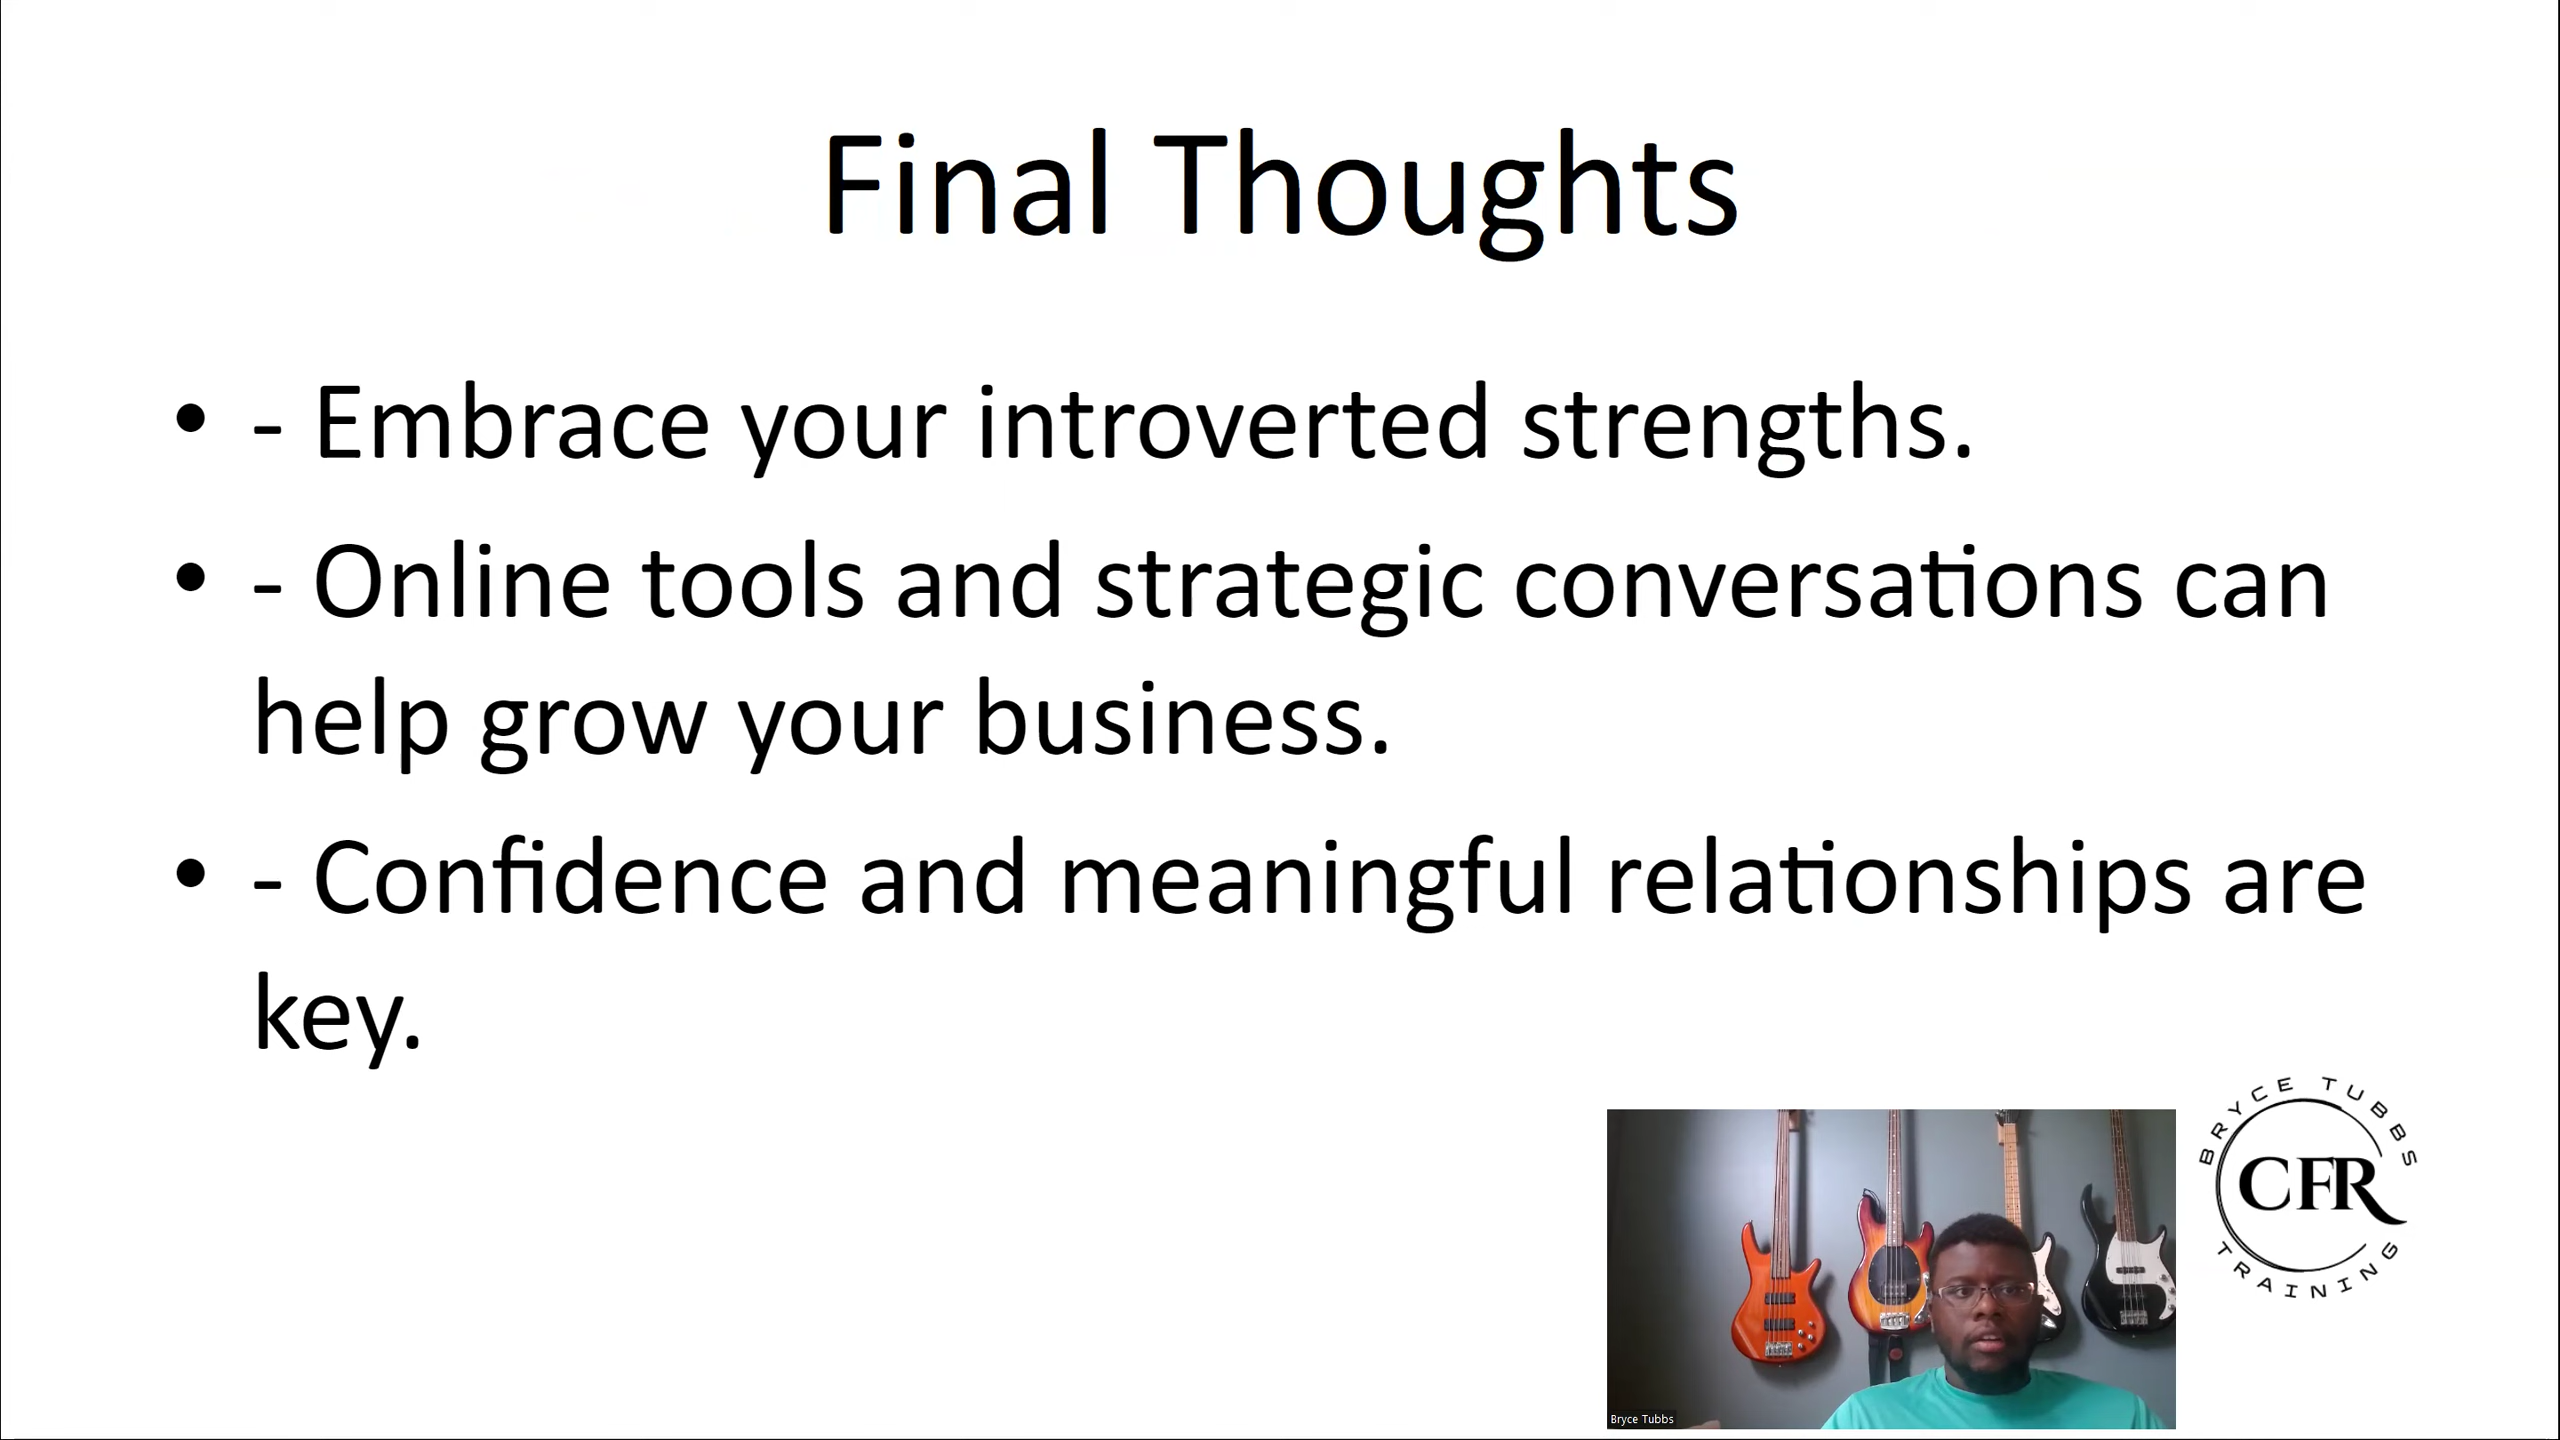 Final Thoughts
• - Embrace your introverted strengths.
• - Online tools and strategic conversations can
help grow your business.
• - Confidence and meaningful relationships are
key.
BRYCE TUBBS
CFR
TRAINING
Bryce Tubbs